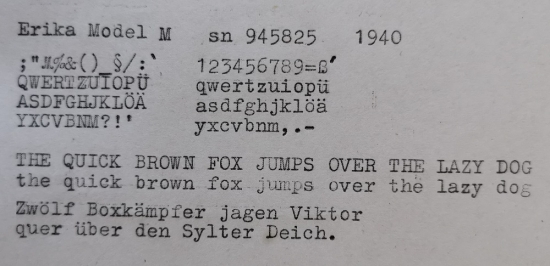 Erika Model M sn 945825 1940
;"ℳ%&()_§/:` 123456789=ß´
QWERTZUIOPÜ qwertzuiopü
ASDFGHJKLÖÄ asdfghjklöä
YXCVBNM?!' yxcvbnm,.-
THE QUICK BROWN FOX JUMPS OVER THE LAZY DOG
the quick brown fox jumps over the lazy dog
Zwölf Boxkämpfer jagen Viktor
quer über den Sylter Deich.